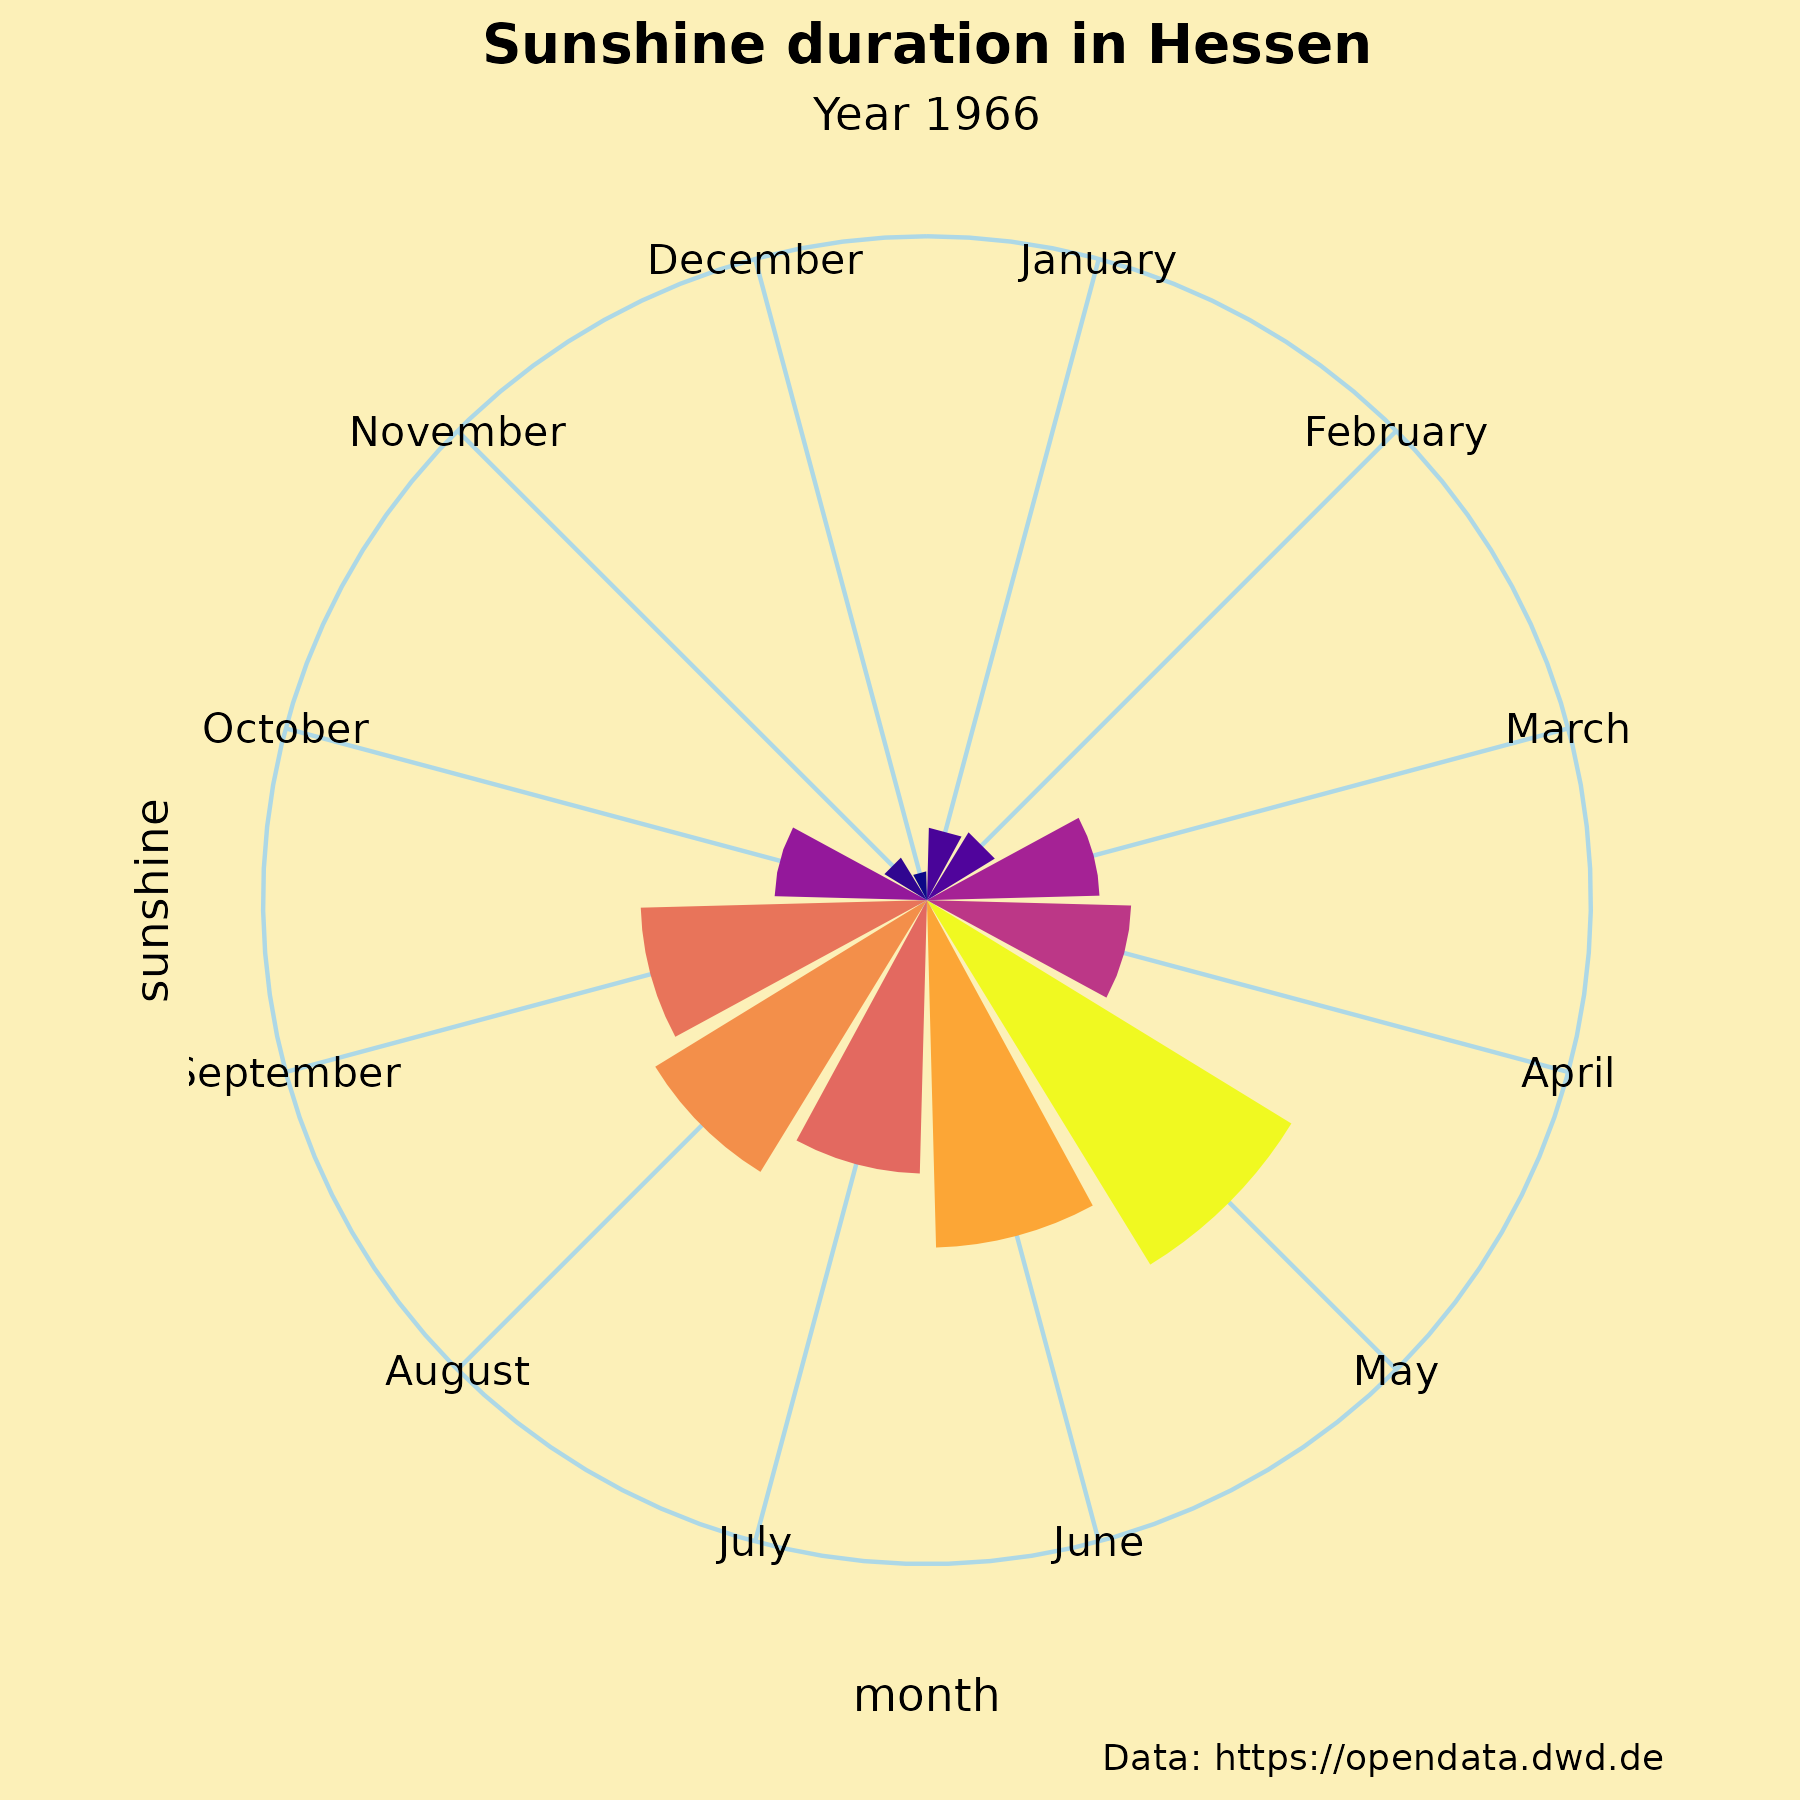 Sunshine duration in Hessen
Year 1966
December
January
November
February
October
March
sunshine
September
April
August
May
July
June
month
Data: https://opendata.dwd.de